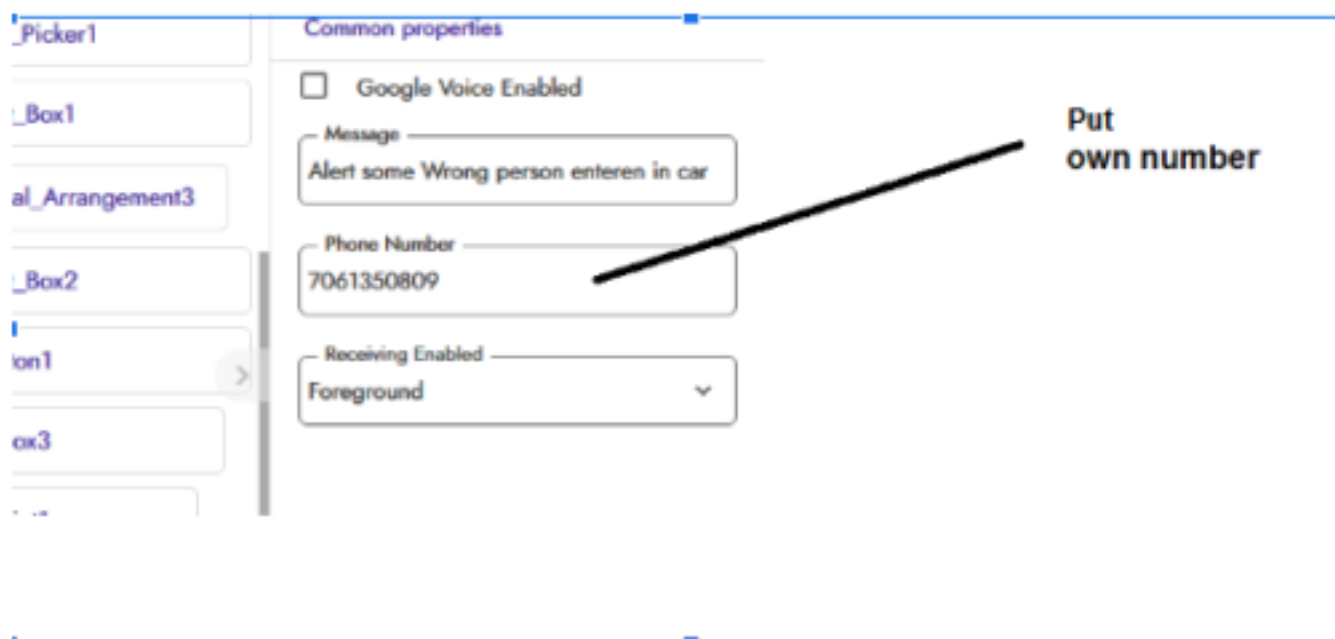 _Picker1
_Box1
al_Arrangement3
_Box2
on1
ox3
Common properties
Google Voice Enabled
Message
Alert some Wrong person enteren in car
Phone Number
7061350809
Receiving Enabled
Foreground
Put
own number